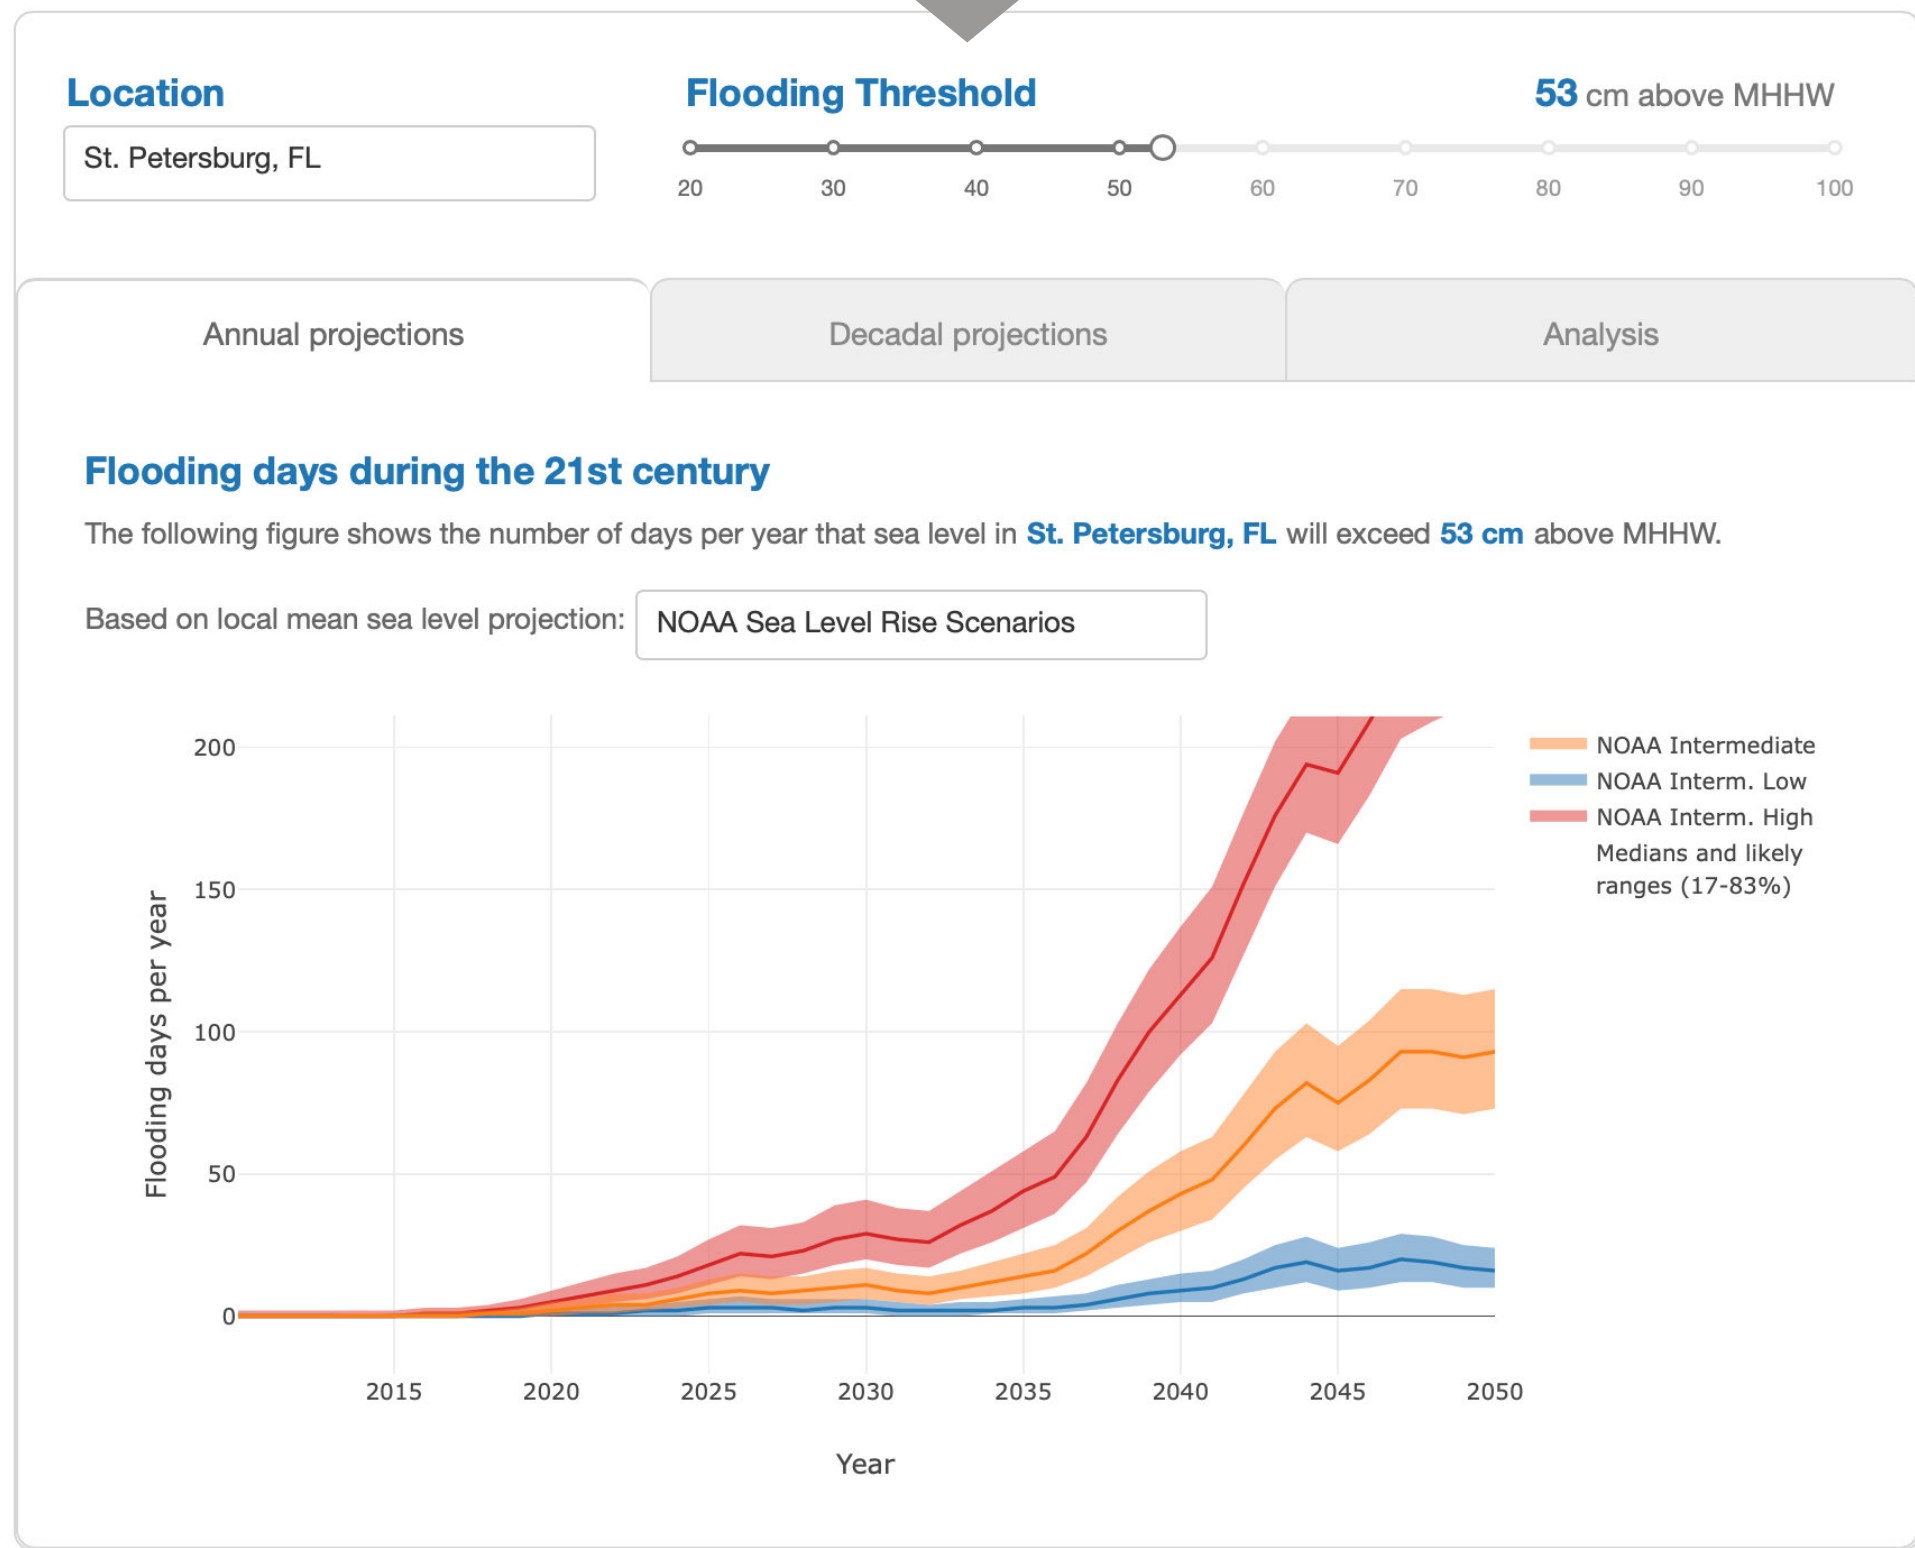 Location
Flooding Threshold
53 cm above MHHW
St. Petersburg, FL
20 30 40 50 60 70 80 90 100
Annual projections
Decadal projections
Analysis
Flooding days during the 21st century
The following figure shows the number of days per year that sea level in St. Petersburg, FL will exceed 53 cm above MHHW.
Based on local mean sea level projection: NOAA Sea Level Rise Scenarios
Flooding days per year
200
150
100
50
0
2015 2020 2025 2030 2035 2040 2045 2050
Year
NOAA Intermediate
NOAA Interm. Low
NOAA Interm. High
Medians and likely
ranges (17-83%)